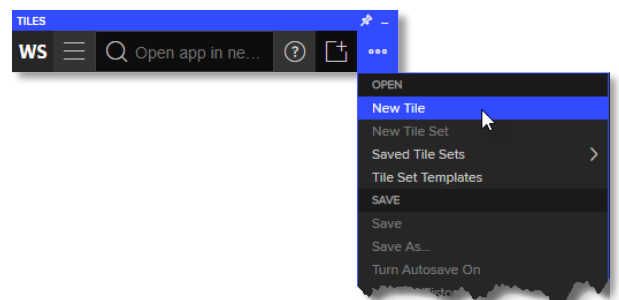 TILES
WS
Open app in ne...
OPEN
New Tile
New Tile Set
Saved Tile Sets
Tile Set Templates
SAVE
Save
Save As...
Turn Autosave On